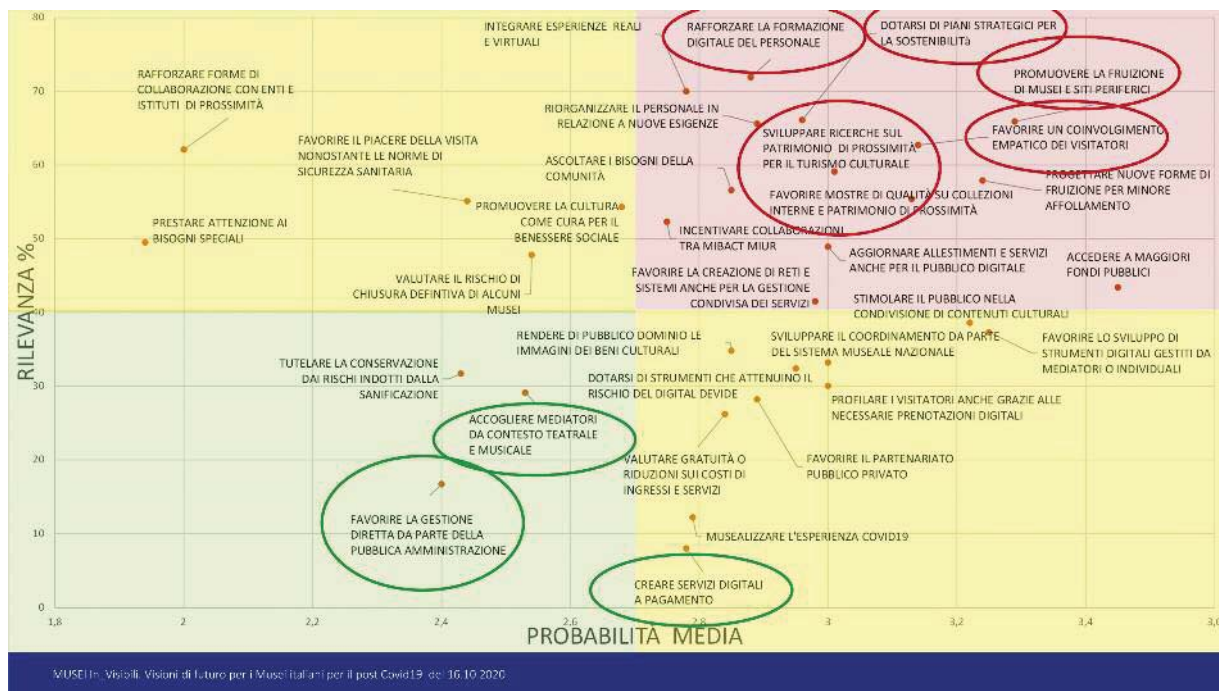 80
70
60
50
40
30
20
10
0
RILEVANZA %
INTEGRARE ESPERIENZE REALI
E VIRTUALI
RAFFORZARE LA FORMAZIONE
DIGITALE DEL PERSONALE
DOTARSI DI PIANI STRATEGICI PER
LA SOSTENIBILITà
RAFFORZARE FORME DI
COLLABORAZIONE CON ENTI E
ISTITUTI DI PROSSIMITÀ
PROMUOVERE LA FRUIZIONE
DI MUSEI E SITI PERIFERICI
RIORGANIZZARE IL PERSONALE IN
RELAZIONE A NUOVE ESIGENZE
FAVORIRE IL PIACERE DELLA VISITA
NONOSTANTE LE NORME DI
SICUREZZA SANITARIA
SVILUPPARE RICERCHE SUL
PATRIMONIO DI PROSSIMITÀ
PER IL TURISMO CULTURALE
FAVORIRE UN COINVOLGIMENTO
EMPATICO DEI VISITATORI
ASCOLTARE I BISOGNI DELLA
COMUNITÀ
PROGETTARE NUOVE FORME DI
FRUIZIONE PER MINORE
AFFOLLAMENTO
PROMUOVERE LA CULTURA
COME CURA PER IL
BENESSERE SOCIALE
FAVORIRE MOSTRE DI QUALITÀ SU COLLEZIONI
INTERNE E PATRIMONIO DI PROSSIMITÀ
PRESTARE ATTENZIONE AI
BISOGNI SPECIALI
INCENTIVARE COLLABORAZIONI
TRA MIBACT MIUR
AGGIORNARE ALLESTIMENTI E SERVIZI
ANCHE PER IL PUBBLICO DIGITALE
ACCEDERE A MAGGIORI
FONDI PUBBLICI
VALUTARE IL RISCHIO DI
CHIUSURA DEFINTIVA DI ALCUNI
MUSEI
FAVORIRE LA CREAZIONE DI RETI E
SISTEMI ANCHE PER LA GESTIONE
CONDIVISA DEI SERVIZI
STIMOLARE IL PUBBLICO NELLA
CONDIVISIONE DI CONTENUTI CULTURALI
RENDERE DI PUBBLICO DOMINIO LE
IMMAGINI DEI BENI CULTURALI
SVILUPPARE IL COORDINAMENTO DA PARTE
DEL SISTEMA MUSEALE NAZIONALE
FAVORIRE LO SVILUPPO DI
STRUMENTI DIGITALI GESTITI DA
MEDIATORI O INDIVIDUALI
TUTELARE LA CONSERVAZIONE
DAI RISCHI INDOTTI DALLA
SANIFICAZIONE
DOTARSI DI STRUMENTI CHE ATTENUINO IL
RISCHIO DEL DIGITAL DEVIDE
PROFILARE I VISITATORI ANCHE GRAZIE ALLE
NECESSARIE PRENOTAZIONI DIGITALI
ACCOGLIERE MEDIATORI
DA CONTESTO TEATRALE
E MUSICALE
VALUTARE GRATUITÀ O
RIDUZIONI SUI COSTI DI
INGRESSI E SERVIZI
FAVORIRE IL PARTENARIATO
PUBBLICO PRIVATO
FAVORIRE LA GESTIONE
DIRETTA DA PARTE DELLA
PUBBLICA AMMINISTRAZIONE
MUSEALIZZARE L'ESPERIENZA COVID19
CREARE SERVIZI DIGITALI
A PAGAMENTO
1,8 2 2,2 2,4 2,6 2,8 3 3,2 3,4 3,6
PROBABILITÀ MEDIA
MUSEI In_Visibili. Visioni di futuro per i Musei italiani per il post Covid19 del 16.10 2020